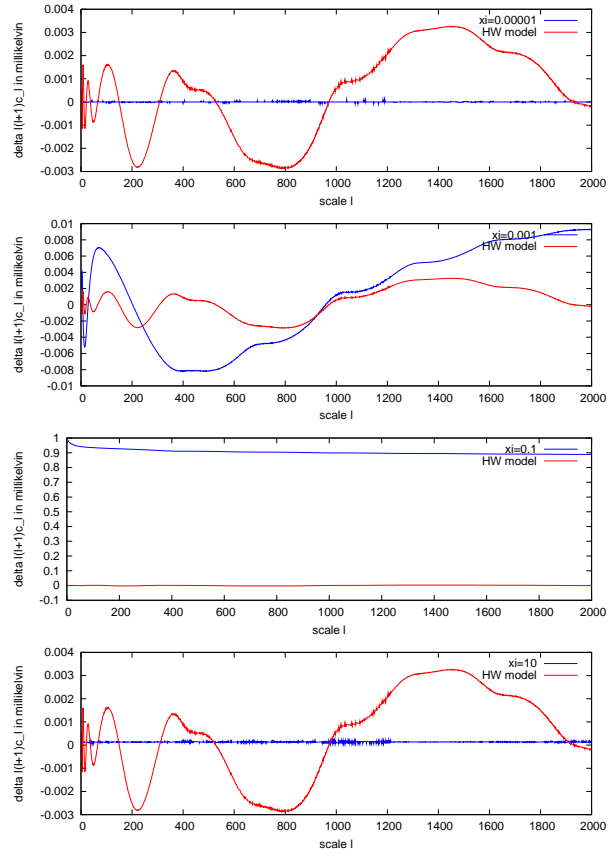 xi=0.00001
HW model
delta l(l+1)c_l in millikelvin
0.004
0.003
0.002
0.001
0
-0.001
-0.002
-0.003
0 200 400 600 800 1000 1200 1400 1600 1800 2000
scale l
xi=0.001
HW model
delta l(l+1)c_l in millikelvin
0.01
0.008
0.006
0.004
0.002
0
-0.002
-0.004
-0.006
-0.008
-0.01
0 200 400 600 800 1000 1200 1400 1600 1800 2000
scale l
xi=0.1
HW model
delta l(l+1)c_l in millikelvin
1
0.9
0.8
0.7
0.6
0.5
0.4
0.3
0.2
0.1
0
-0.1
200 400 600 800 1000 1200 1400 1600 1800 2000
scale l
xi=10
HW model
delta l(l+1)c_l in millikelvin
0.004
0.003
0.002
0.001
0
-0.001
-0.002
-0.003
0 200 400 600 800 1000 1200 1400 1600 1800 2000
scale l